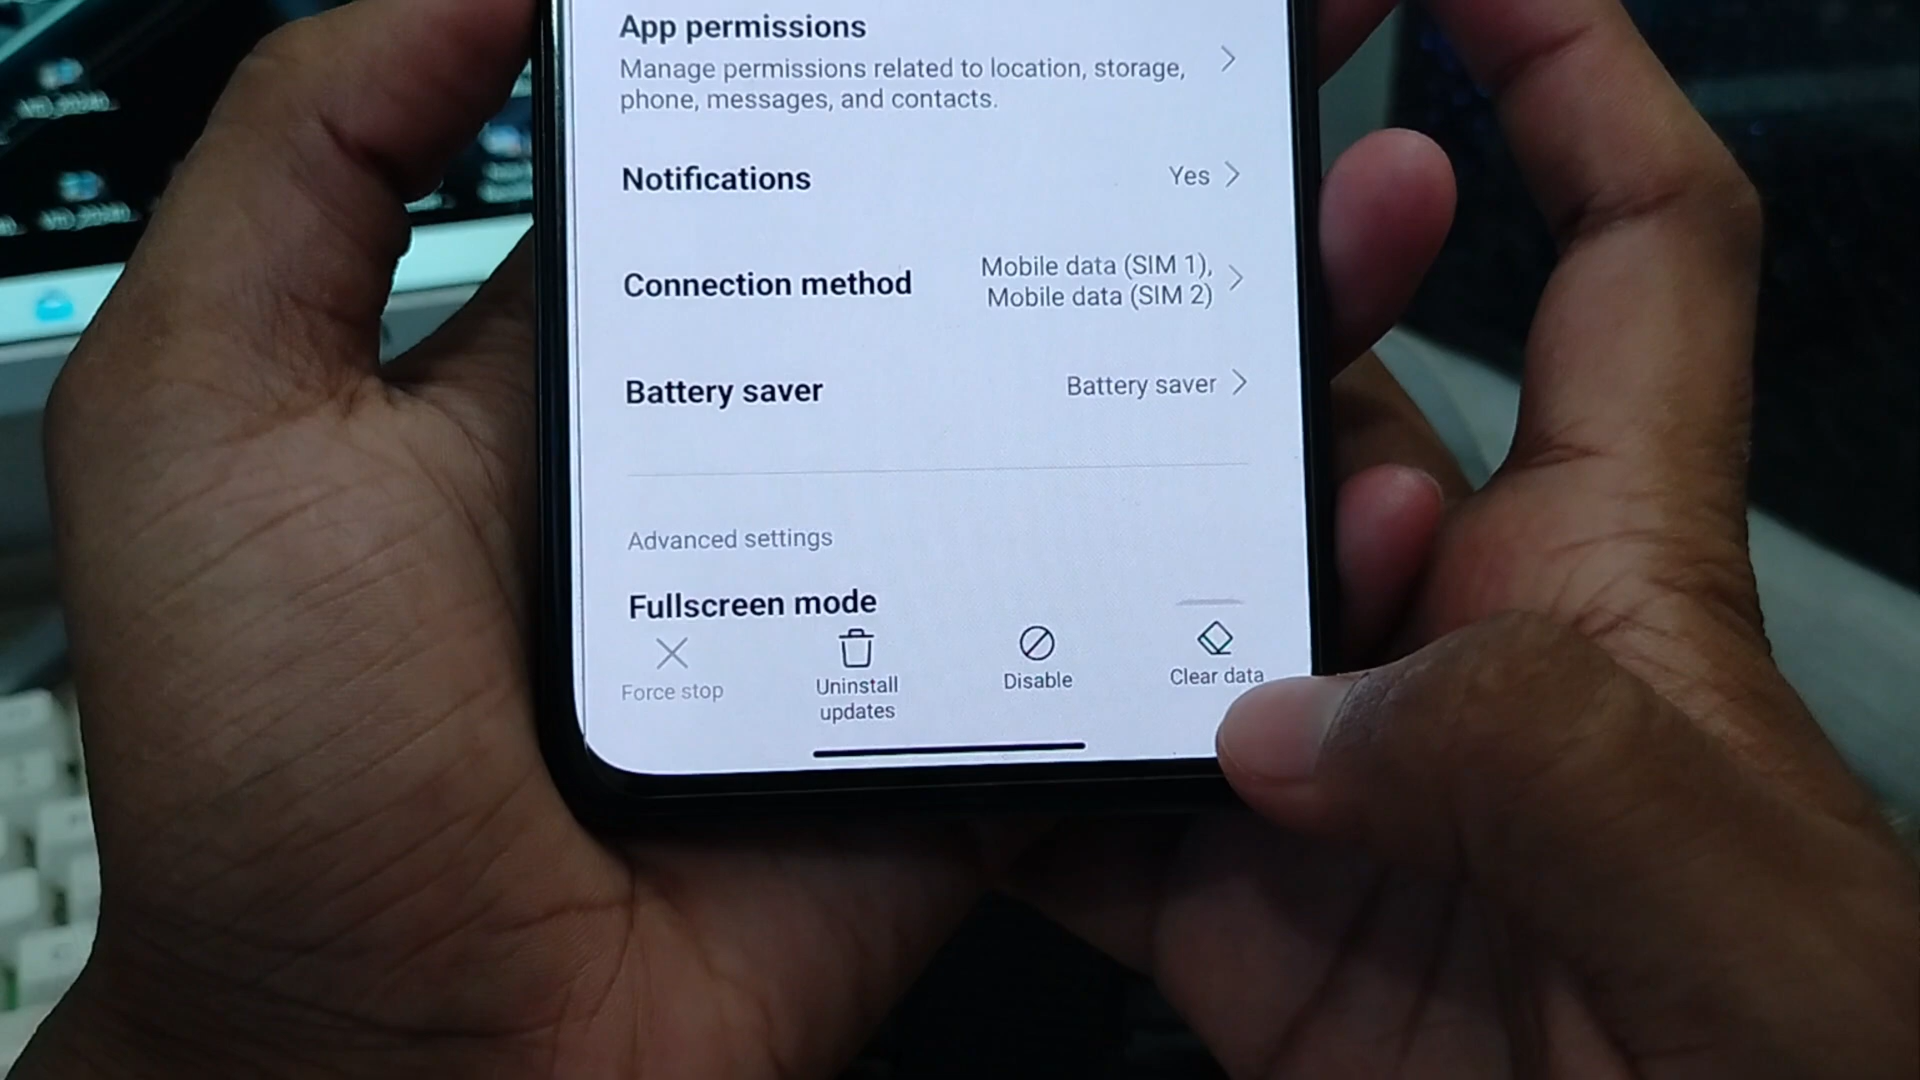 App permissions
Manage permissions related to location, storage,
phone, messages, and contacts.
Notifications
Yes
Connection method
Mobile data (SIM 1),
Mobile data (SIM 2)
Battery saver
Battery saver
Advanced settings
Fullscreen mode
Force stop
Uninstall
updates
Disable
Clear data